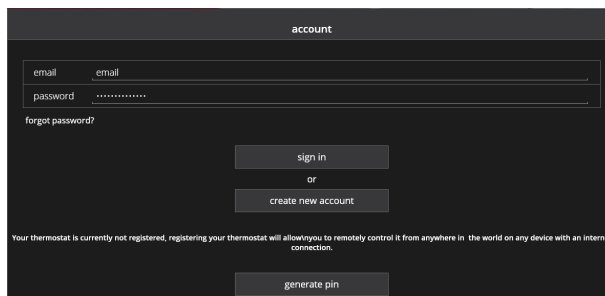 account
email email
password ··············
forgot password?
sign in
or
create new account
Your thermostat is currently not registered, registering your thermostat will allow\nyou to remotely control it from anywhere in the world on any device with an intern
connection.
generate pin